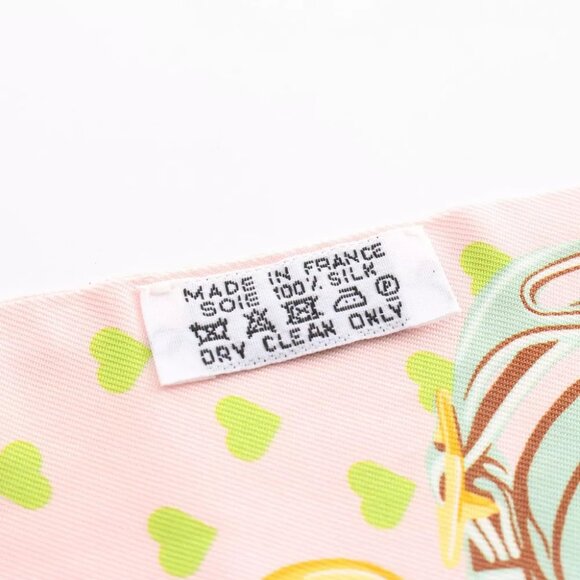 MADE IN FRANCE
SOIE 100% SILK
P
DRY CLEAN ONLY